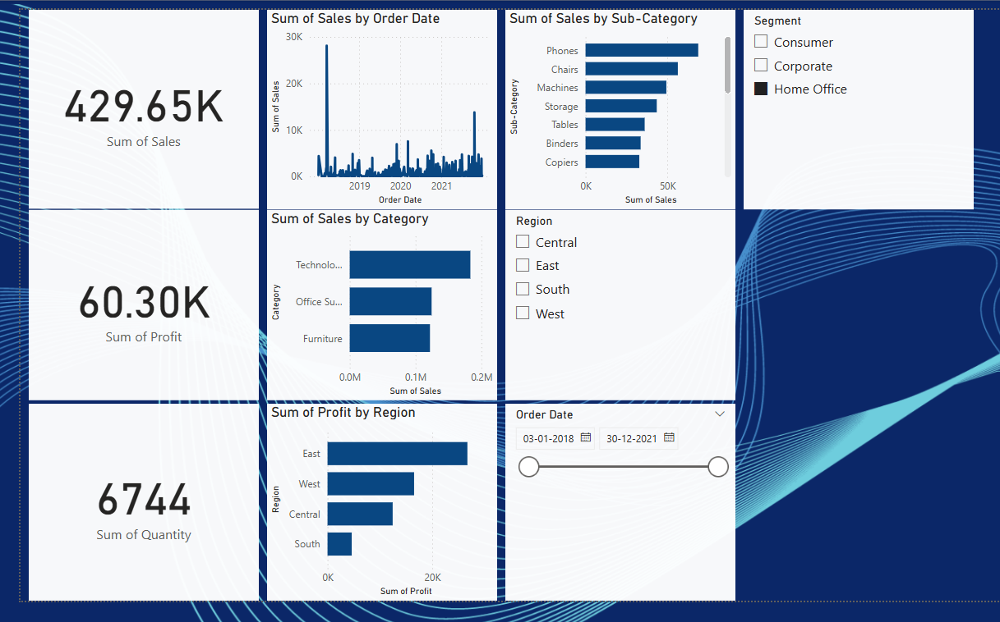 429.65K
Sum of Sales
Sum of Sales by Order Date
30K
20K
10K
0K
Sum of Sales
2019 2020 2021
Order Date
Sum of Sales by Sub-Category
Sub-Category
Phones
Chairs
Machines
Storage
Tables
Binders
Copiers
0K 50K
Sum of Sales
Segment
Consumer
Corporate
Home Office
60.30K
Sum of Profit
Sum of Sales by Category
Category
Technolo...
Office Su...
Furniture
0.0M 0.1M 0.2M
Sum of Sales
Region
Central
East
South
West
6744
Sum of Quantity
Sum of Profit by Region
Region
East
West
Central
South
0K 20K
Sum of Profit
Order Date
03-01-2018 30-12-2021